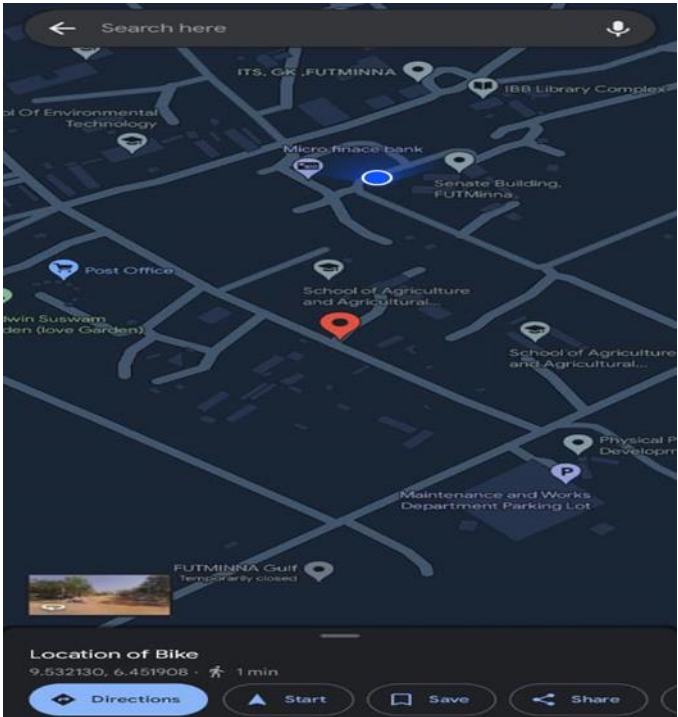 Search here
ITS, GK ,FUTMINNA
IBB Library Complex
ol Of Environmental
Technology
Micro finace bank
Senate Building,
FUTMinna
Post Office
School of Agriculture
and Agricultural...
dwin Suswam
den (love Garden)
School of Agriculture
and Agricultural...
Physical P
Developm
P
Maintenance and Works
Department Parking Lot
FUTMINNA Gulf
Temporarily closed
Location of Bike
9.532130, 6.451908 · 1 min
Directions
Start
Save
Share